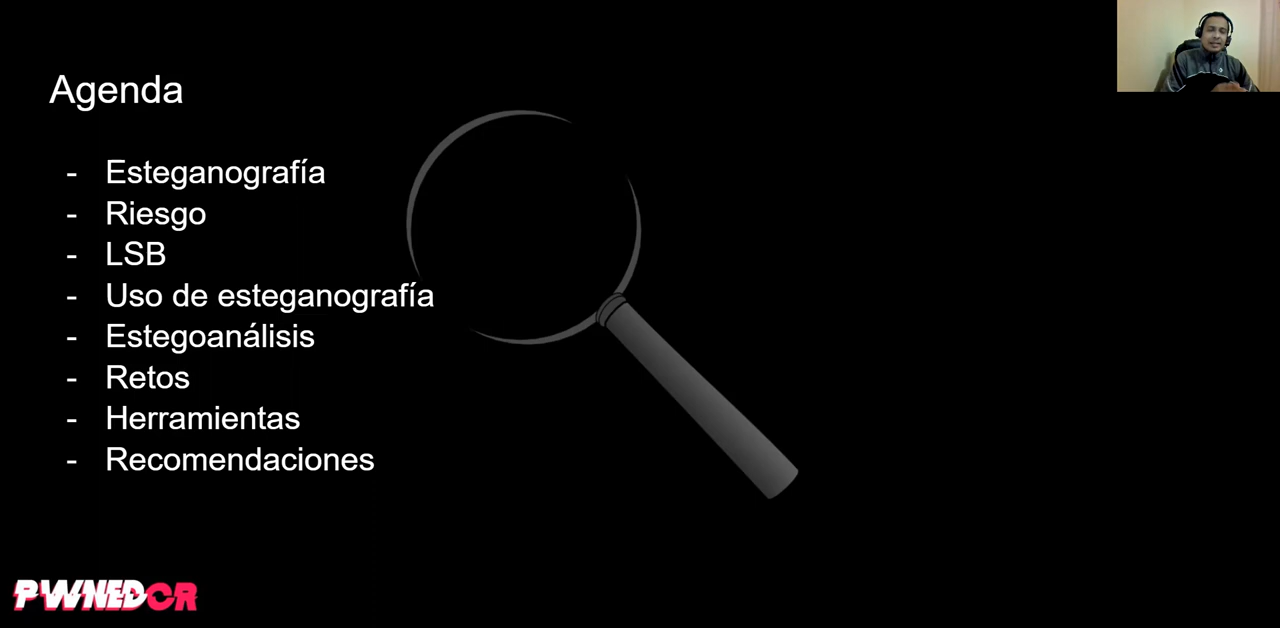 Agenda
- Esteganografía
- Riesgo
- LSB
- Uso de esteganografía
- Estegoanálisis
- Retos
- Herramientas
- Recomendaciones
PWNEDCR